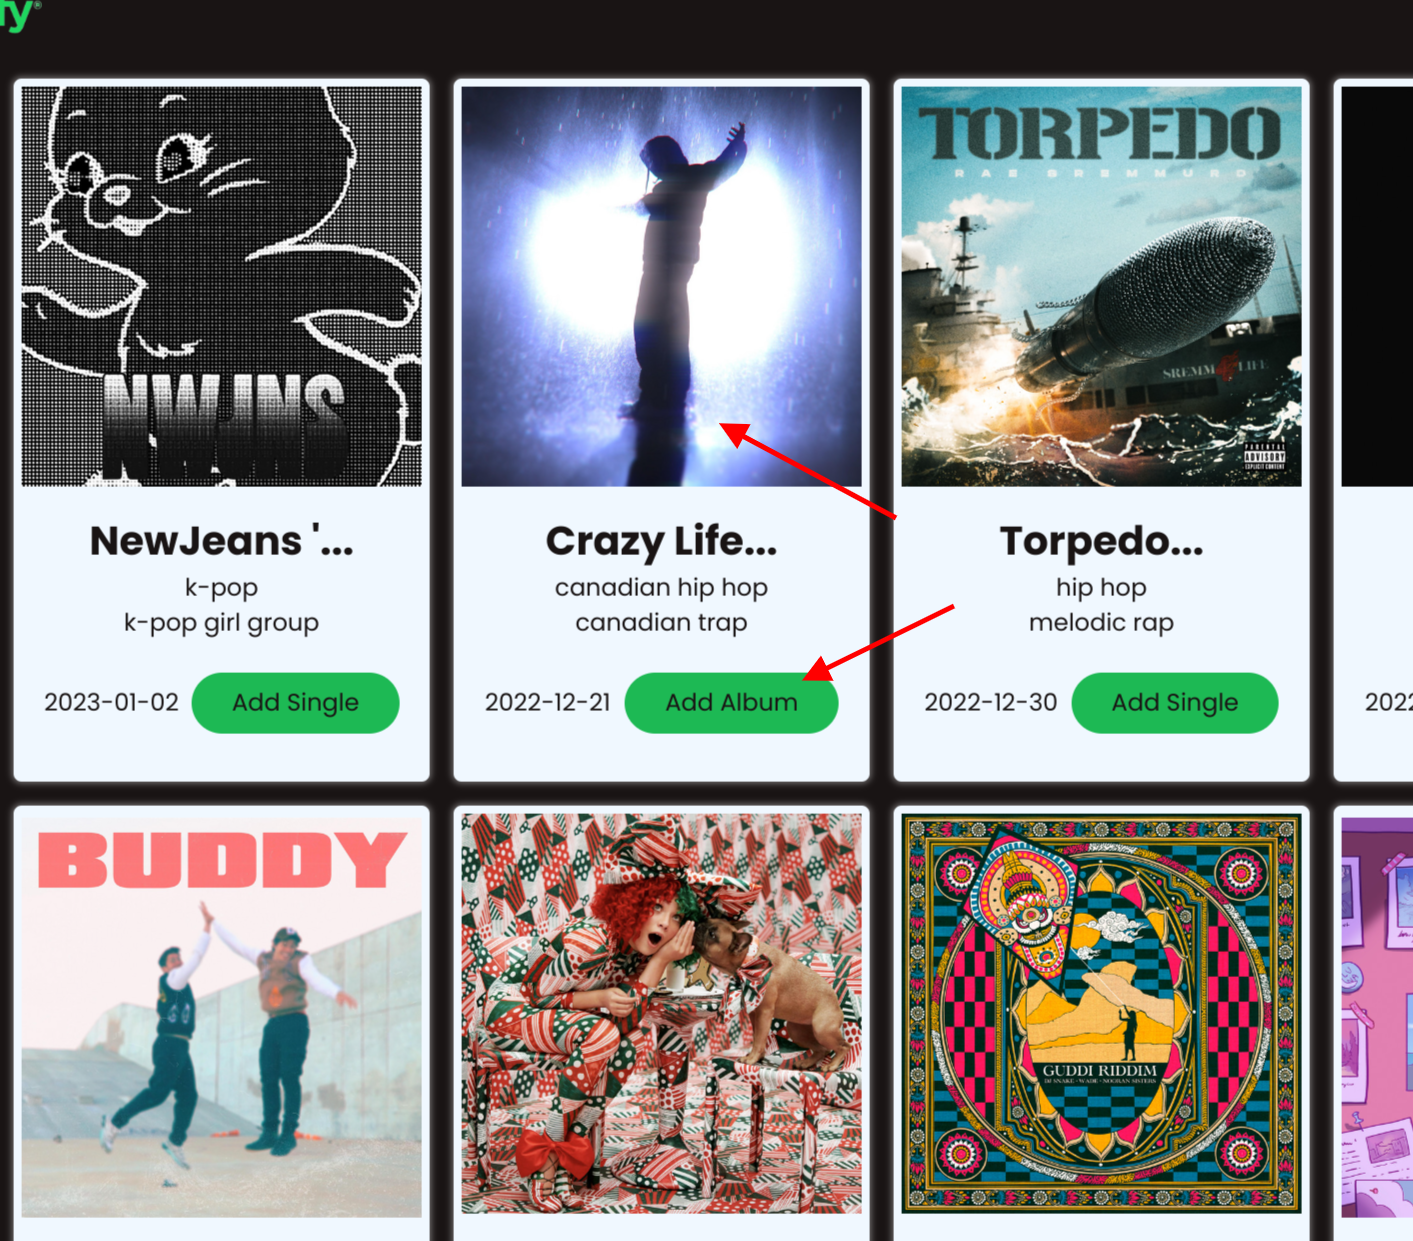 fy
NWJNS
TORPEDO
RAE SREMMURD
SREMM LIFE
PARENTAL
ADVISORY
EXPLICIT CONTENT
NewJeans '...
Crazy Life...
Torpedo...
k-pop
canadian hip hop
hip hop
k-pop girl group
canadian trap
melodic rap
2023-01-02
Add Single
2022-12-21
Add Album
2022-12-30
Add Single
2022
BUDDY
GUDDI RIDDIM
DJ SNAKE · WADE · NOORAN SISTERS